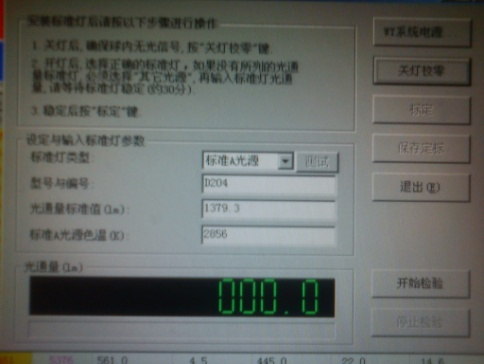 安装标准灯后请按以下步骤进行操作
1. 关灯后, 确保球内无光信号, 按"关灯校零"键
2. 开灯后, 选择正确的标准灯, 如果没有所列的光通
量标准灯, 必须选择"其它光源", 再输入标准灯光通
量, 请等待标准灯稳定 (约30分).
3. 稳定后按"标定"键.
设定与输入标准灯参数
标准灯类型:
标准A光源
测试
型号与编号:
D204
光通量标准值(lm):
1379.3
标准A光源色温(K):
2856
光通量(lm)
000.0
WY系统电源...
关灯校零
标定
保存定标
退出(E)
开始检验
停止检验
5376 561.0 4.5 445.0 22.0 14.6